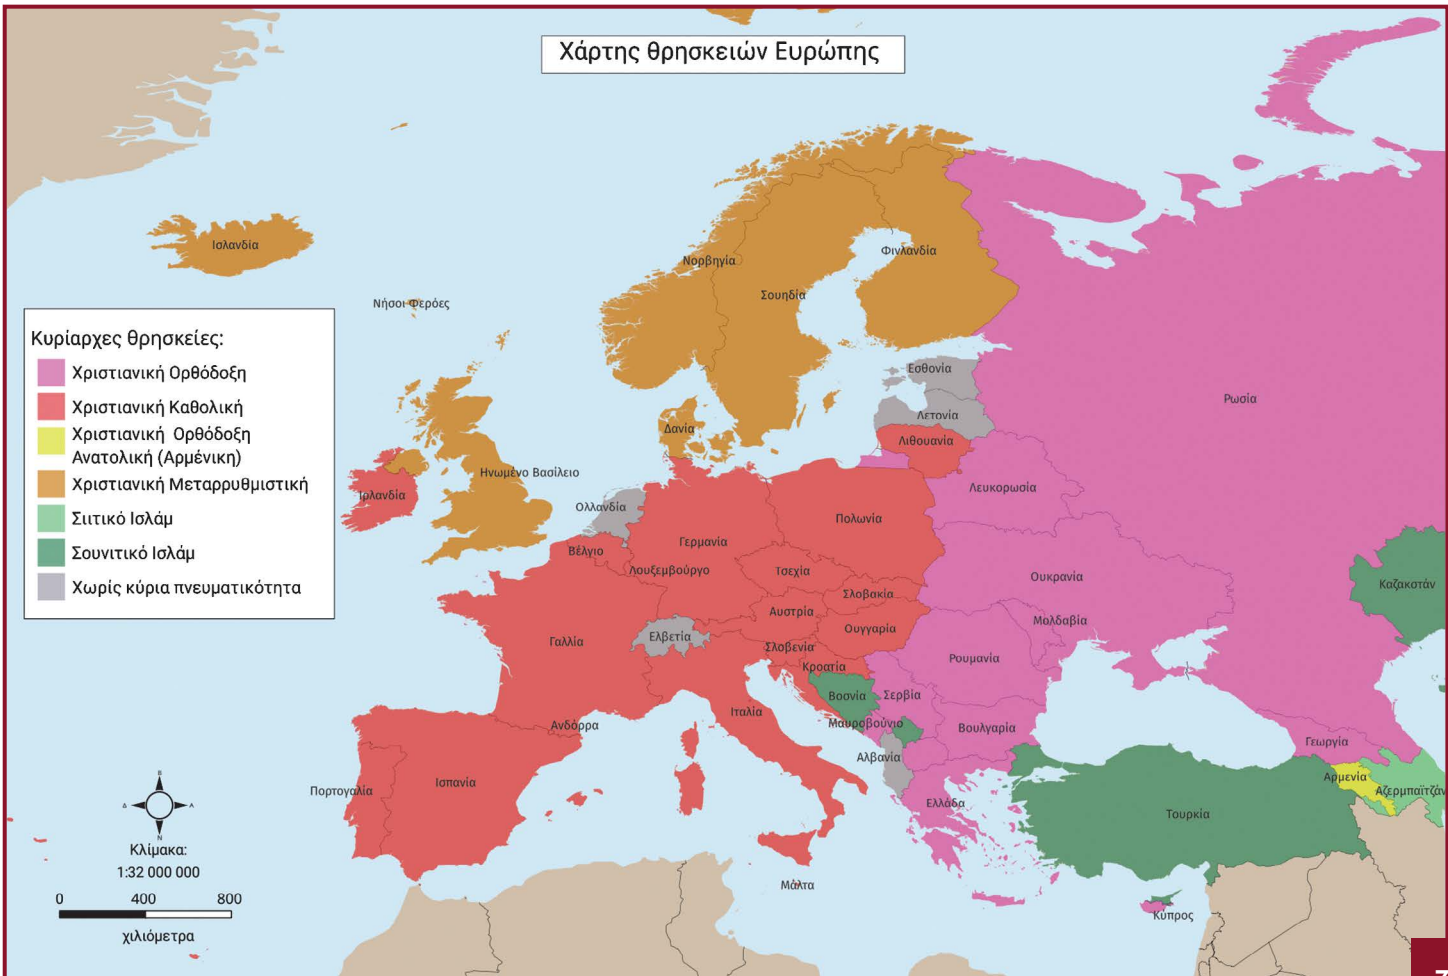 Χάρτης θρησκειών Ευρώπης
Ισλανδία
Νήσοι Φερόες
Νορβηγία
Σουηδία
Φινλανδία
Κυρίαρχες θρησκείες:
Χριστιανική Ορθόδοξη
Χριστιανική Καθολική
Χριστιανική Ορθόδοξη
Ανατολική (Αρμένικη)
Χριστιανική Μεταρρυθμιστική
Σιιτικό Ισλάμ
Σουνιτικό Ισλάμ
Χωρίς κύρια πνευματικότητα
Εσθονία
Λετονία
Λιθουανία
Ρωσία
Δανία
Ηνωμένο Βασίλειο
Ιρλανδία
Ολλανδία
Λευκορωσία
Πολωνία
Γερμανία
Βέλγιο
Λουξεμβούργο
Τσεχία
Ουκρανία
Καζακστάν
Σλοβακία
Αυστρία
Ουγγαρία
Μολδαβία
Γαλλία
Ελβετία
Σλοβενία
Ρουμανία
Κροατία
Βοσνία
Σερβία
Ιταλία
Ανδόρρα
Μαυροβούνιο
Βουλγαρία
Γεωργία
Αλβανία
Ισπανία
Πορτογαλία
Ελλάδα
Αρμενία
Αζερμπαϊτζάν
Τουρκία
Μάλτα
Κύπρος
Β
Δ
Α
Ν
Κλίμακα:
1:32 000 000
0 400 800
χιλιόμετρα